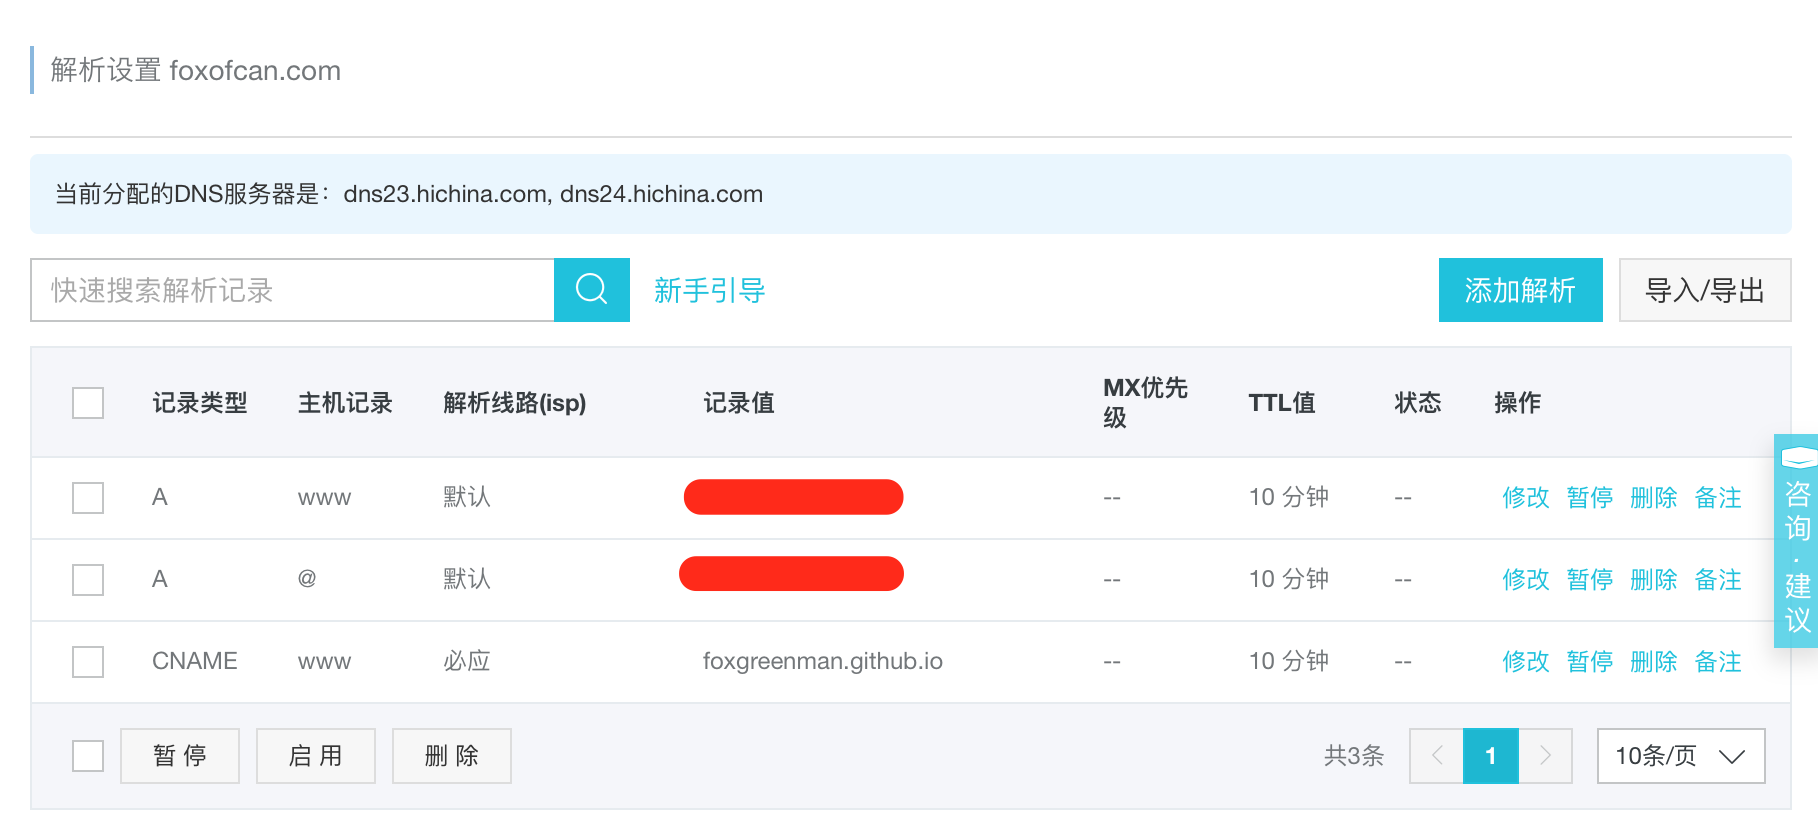 解析设置 foxofcan.com
当前分配的DNS服务器是：dns23.hichina.com, dns24.hichina.com
快速搜索解析记录 新手引导 添加解析 导入/导出
记录类型 主机记录 解析线路(isp) 记录值 MX优先级 TTL值 状态 操作
A www 默认 -- 10 分钟 -- 修改 暂停 删除 备注
A @ 默认 -- 10 分钟 -- 修改 暂停 删除 备注
CNAME www 必应 foxgreenman.github.io -- 10 分钟 -- 修改 暂停 删除 备注
暂停 启用 删除 共3条 1 10条/页
咨询·建议